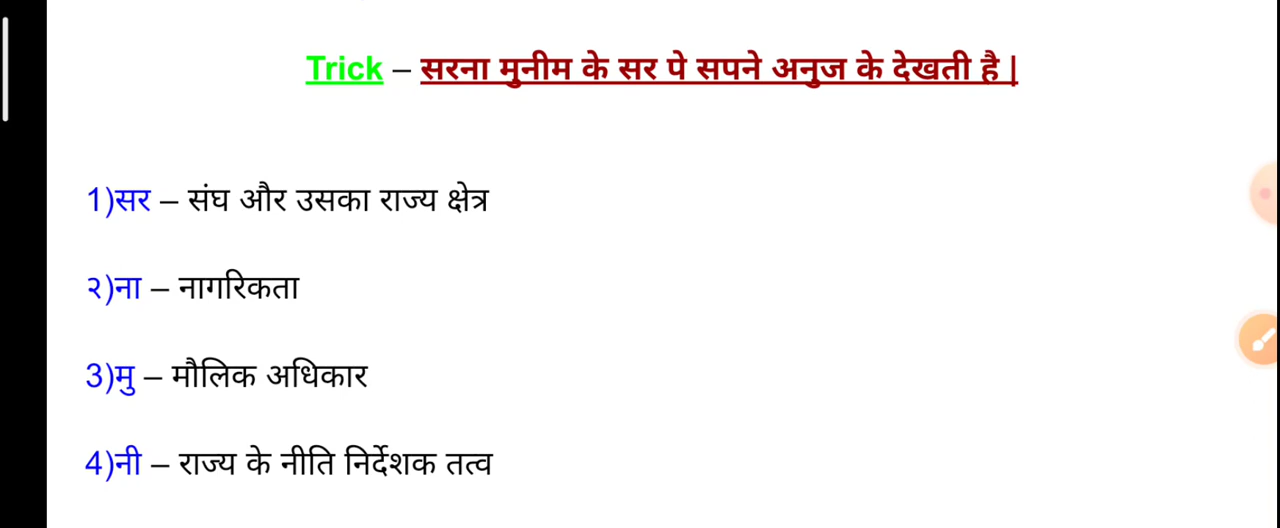 Trick – सरना मुनीम के सर पे सपने अनुज के देखती है |
1)सर – संघ और उसका राज्य क्षेत्र
२)ना – नागरिकता
3)मु – मौलिक अधिकार
4)नी – राज्य के नीति निर्देशक तत्व